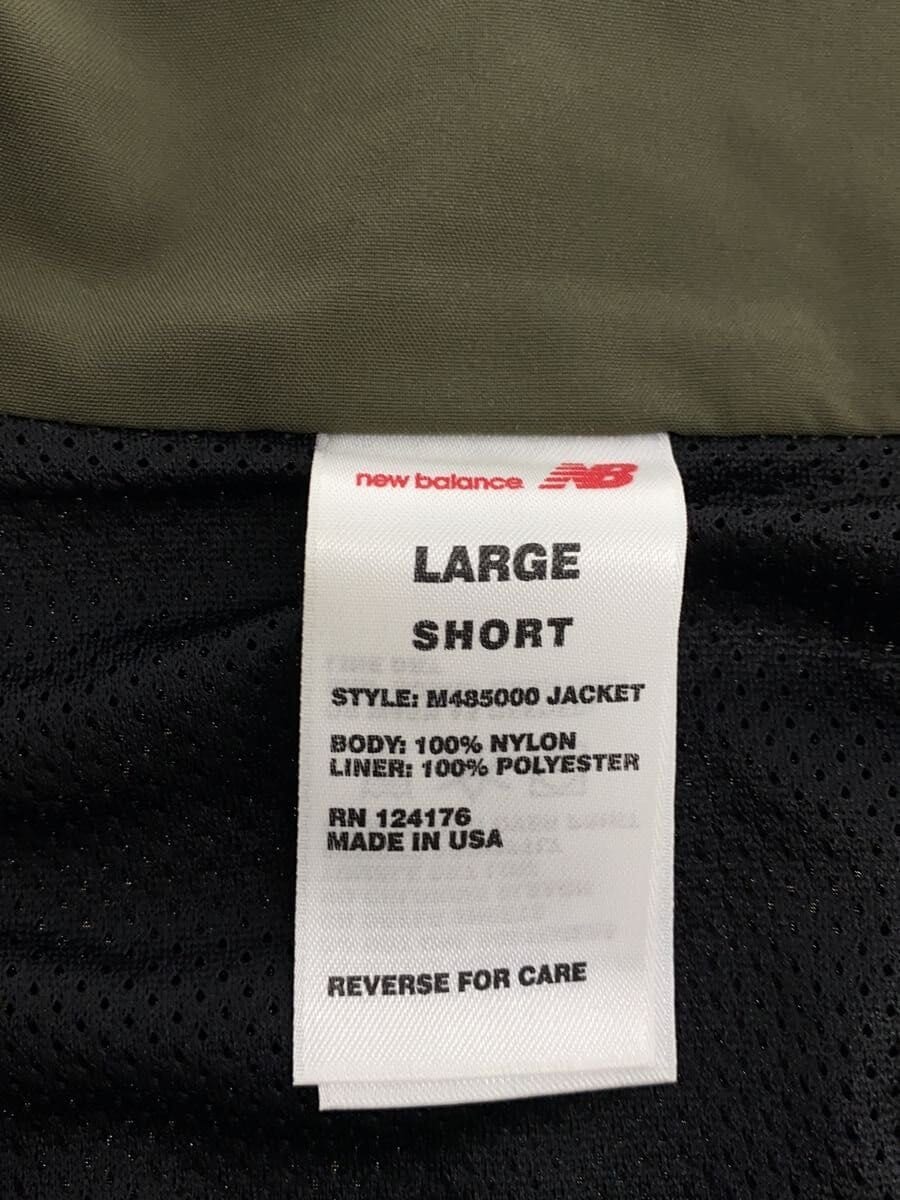 new balance NB
LARGE
SHORT
STYLE: M485000 JACKET
BODY: 100% NYLON
LINER: 100% POLYESTER
RN 124176
MADE IN USA
REVERSE FOR CARE